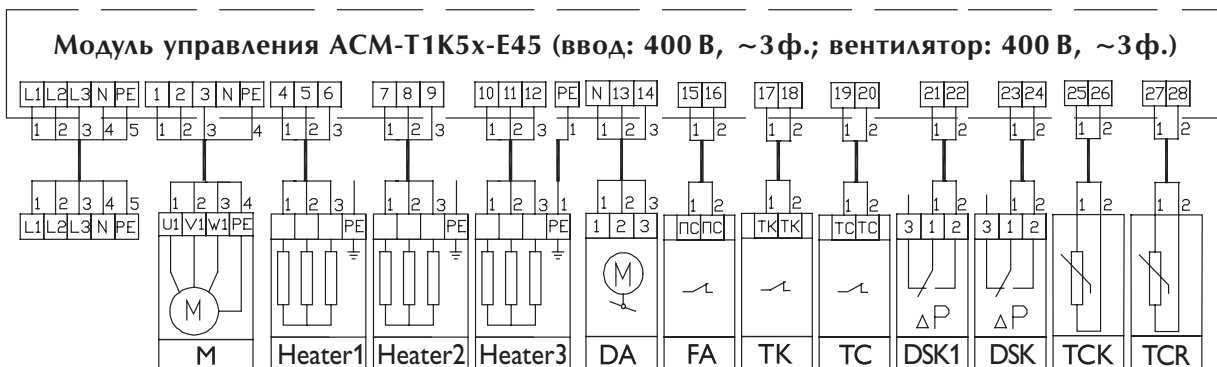 Модуль управления ACM-T1K5x-E45 (ввод: 400 В, ~3ф.; вентилятор: 400 В, ~3ф.)
L1 L2 L3 N PE 1 2 3 N PE 4 5 6 7 8 9 10 11 12 PE N 13 14 15 16 17 18 19 20 21 22 23 24 25 26 27 28
1 2 3 4 5 1 2 3 4 1 2 3 1 2 3 1 2 3 1 1 2 3 1 2 1 2 1 2 1 2 1 2 1 2 1 2
1 2 3 4 5 1 2 3 4 1 2 3 1 2 3 1 2 3 1 1 2 3 1 2 1 2 1 2 1 2 1 2 1 2 1 2
L1 L2 L3 N PE U1 V1 W1 PE PE PE PE 1 2 3 ПС ПС ТК ТК ТС ТС 3 1 2 3 1 2
M M
ΔP ΔP
M Heater1 Heater2 Heater3 DA FA TK TC DSK1 DSK TCK TCR